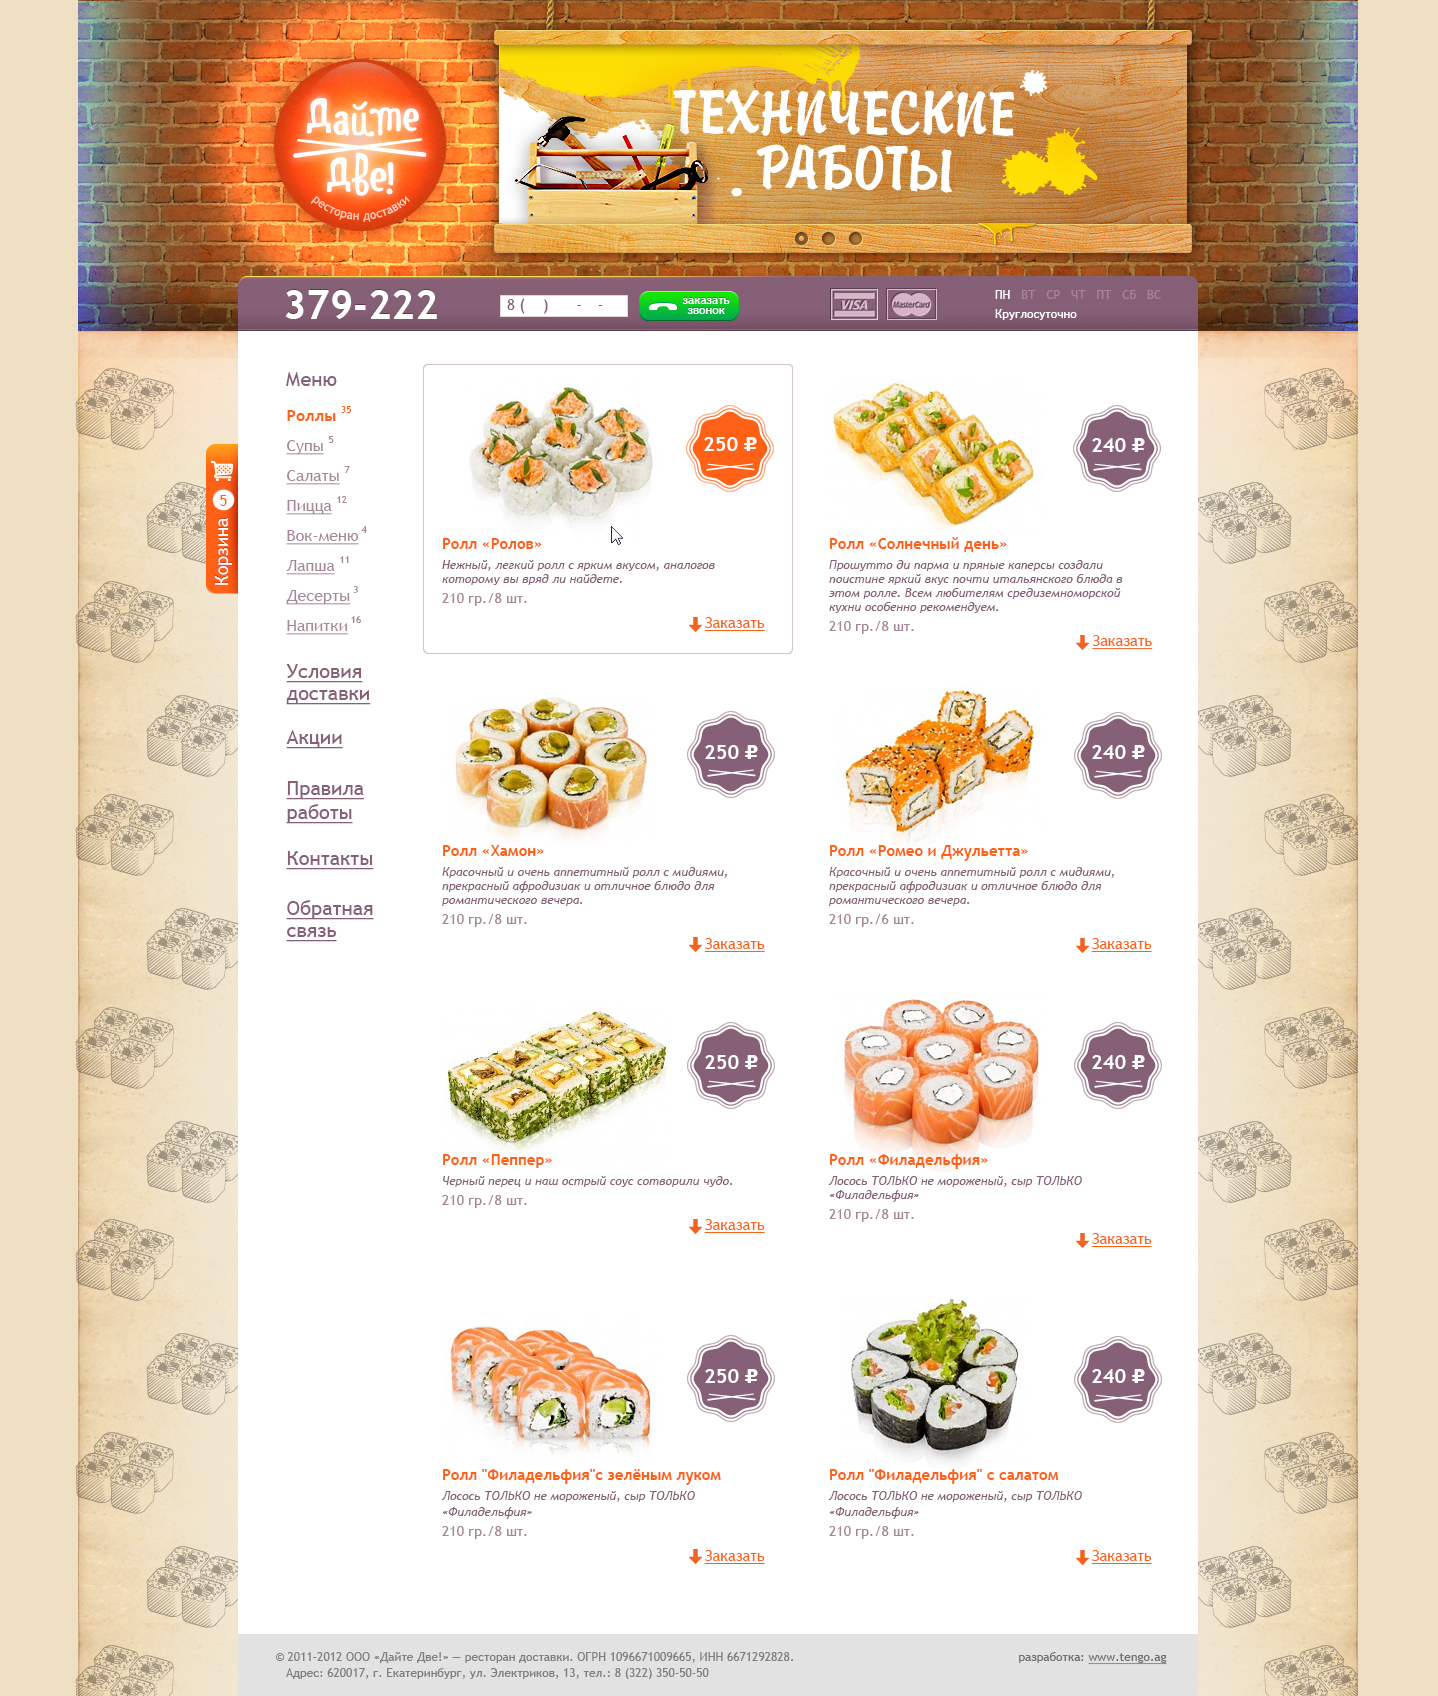 Дайте
Две!
ресторан доставки
ТЕХНИЧЕСКИЕ
РАБОТЫ
379-222
8 (    )    -  -
заказать
звонок
VISA
MasterCard
ПН ВТ СР ЧТ ПТ СБ ВС
Круглосуточно
Корзина 5
Меню
Роллы 35
Супы 5
Салаты 7
Пицца 12
Вок-меню 4
Лапша 11
Десерты 3
Напитки 16
Условия
доставки
Акции
Правила
работы
Контакты
Обратная
связь
250 ₽
Ролл «Ролов»
Нежный, легкий ролл с ярким вкусом, аналогов
которому вы вряд ли найдете.
210 гр./8 шт.
Заказать
240 ₽
Ролл «Солнечный день»
Прошутто ди парма и пряные каперсы создали
поистине яркий вкус почти итальянского блюда в
этом ролле. Всем любителям средиземноморской
кухни особенно рекомендуем.
210 гр./8 шт.
Заказать
250 ₽
Ролл «Хамон»
Красочный и очень аппетитный ролл с мидиями,
прекрасный афродизиак и отличное блюдо для
романтического вечера.
210 гр./8 шт.
Заказать
240 ₽
Ролл «Ромео и Джульетта»
Красочный и очень аппетитный ролл с мидиями,
прекрасный афродизиак и отличное блюдо для
романтического вечера.
210 гр./6 шт.
Заказать
250 ₽
Ролл «Пеппер»
Черный перец и наш острый соус сотворили чудо.
210 гр./8 шт.
Заказать
240 ₽
Ролл «Филадельфия»
Лосось ТОЛЬКО не мороженый, сыр ТОЛЬКО
«Филадельфия»
210 гр./8 шт.
Заказать
250 ₽
Ролл "Филадельфия"с зелёным луком
Лосось ТОЛЬКО не мороженый, сыр ТОЛЬКО
«Филадельфия»
210 гр./8 шт.
Заказать
240 ₽
Ролл "Филадельфия" с салатом
Лосось ТОЛЬКО не мороженый, сыр ТОЛЬКО
«Филадельфия»
210 гр./8 шт.
Заказать
© 2011-2012 ООО «Дайте Две!» — ресторан доставки. ОГРН 1096671009665, ИНН 6671292828.
Адрес: 620017, г. Екатеринбург, ул. Электриков, 13, тел.: 8 (322) 350-50-50
разработка: www.tengo.ag